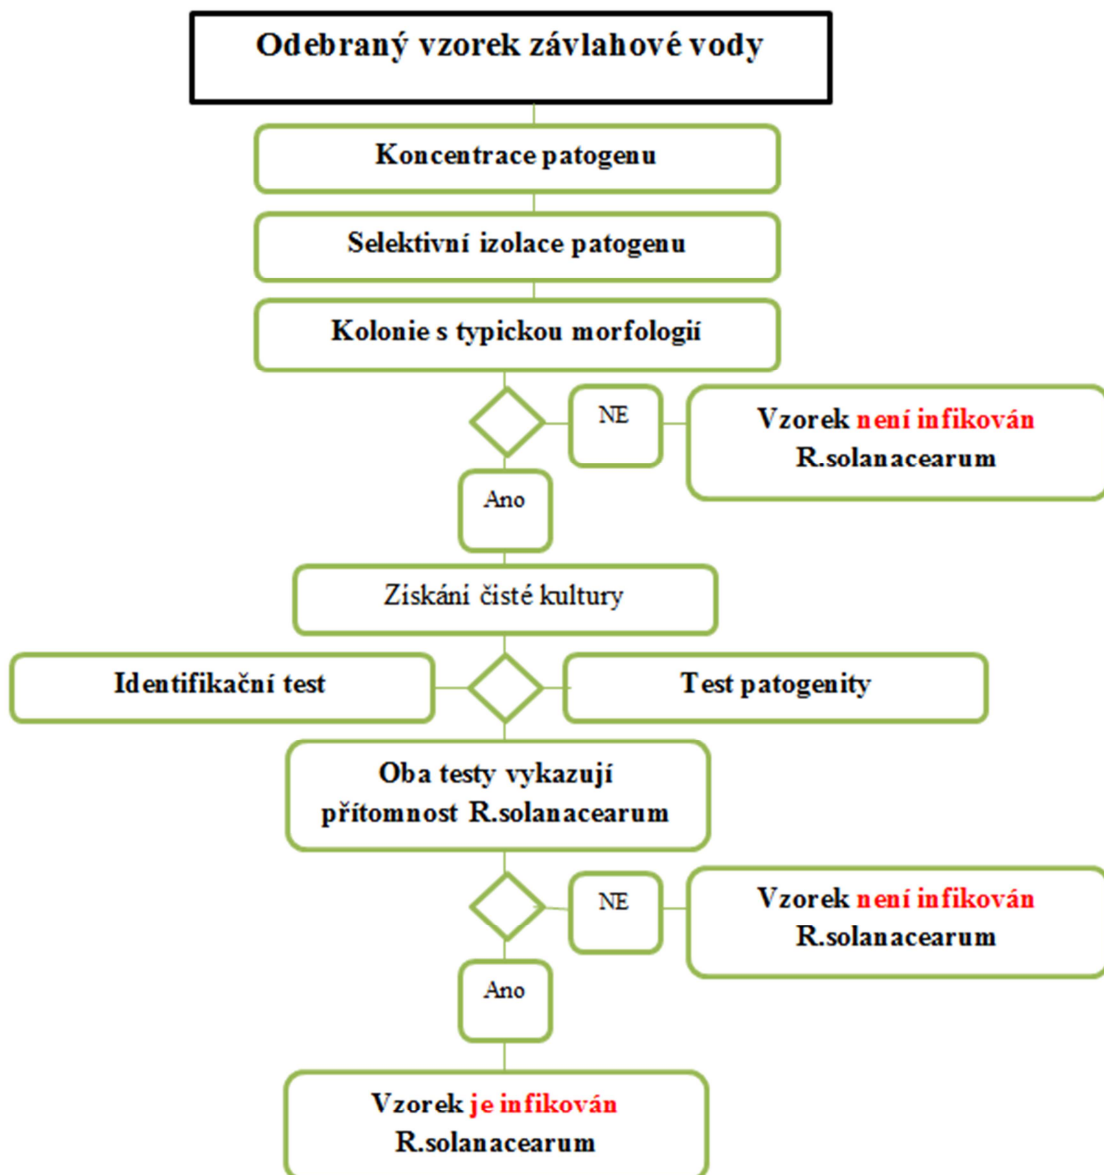 Odebraný vzorek závlahové vody
Koncentrace patogenu
Selektivní izolace patogenu
Kolonie s typickou morfologií
NE
Vzorek není infikován
R.solanacearum
Ano
Získání čisté kultury
Identifikační test
Test patogenity
Oba testy vykazují
přítomnost R.solanacearum
NE
Vzorek není infikován
R.solanacearum
Ano
Vzorek je infikován
R.solanacearum